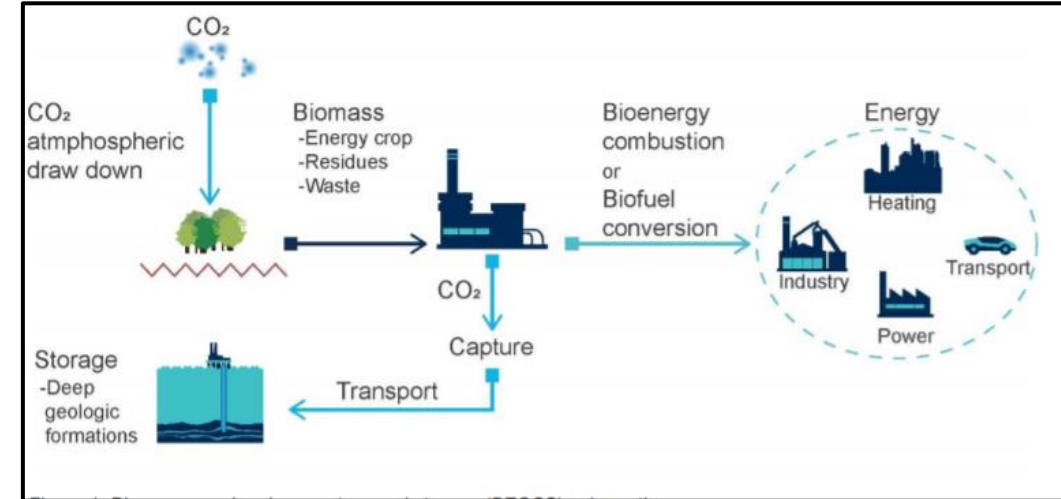 CO₂
CO₂
atmphospheric
draw down
Biomass
-Energy crop
-Residues
-Waste
Bioenergy
combustion
or
Biofuel
conversion
Energy
Heating
Industry
Transport
Power
CO₂
Capture
Transport
Storage
-Deep
geologic
formations